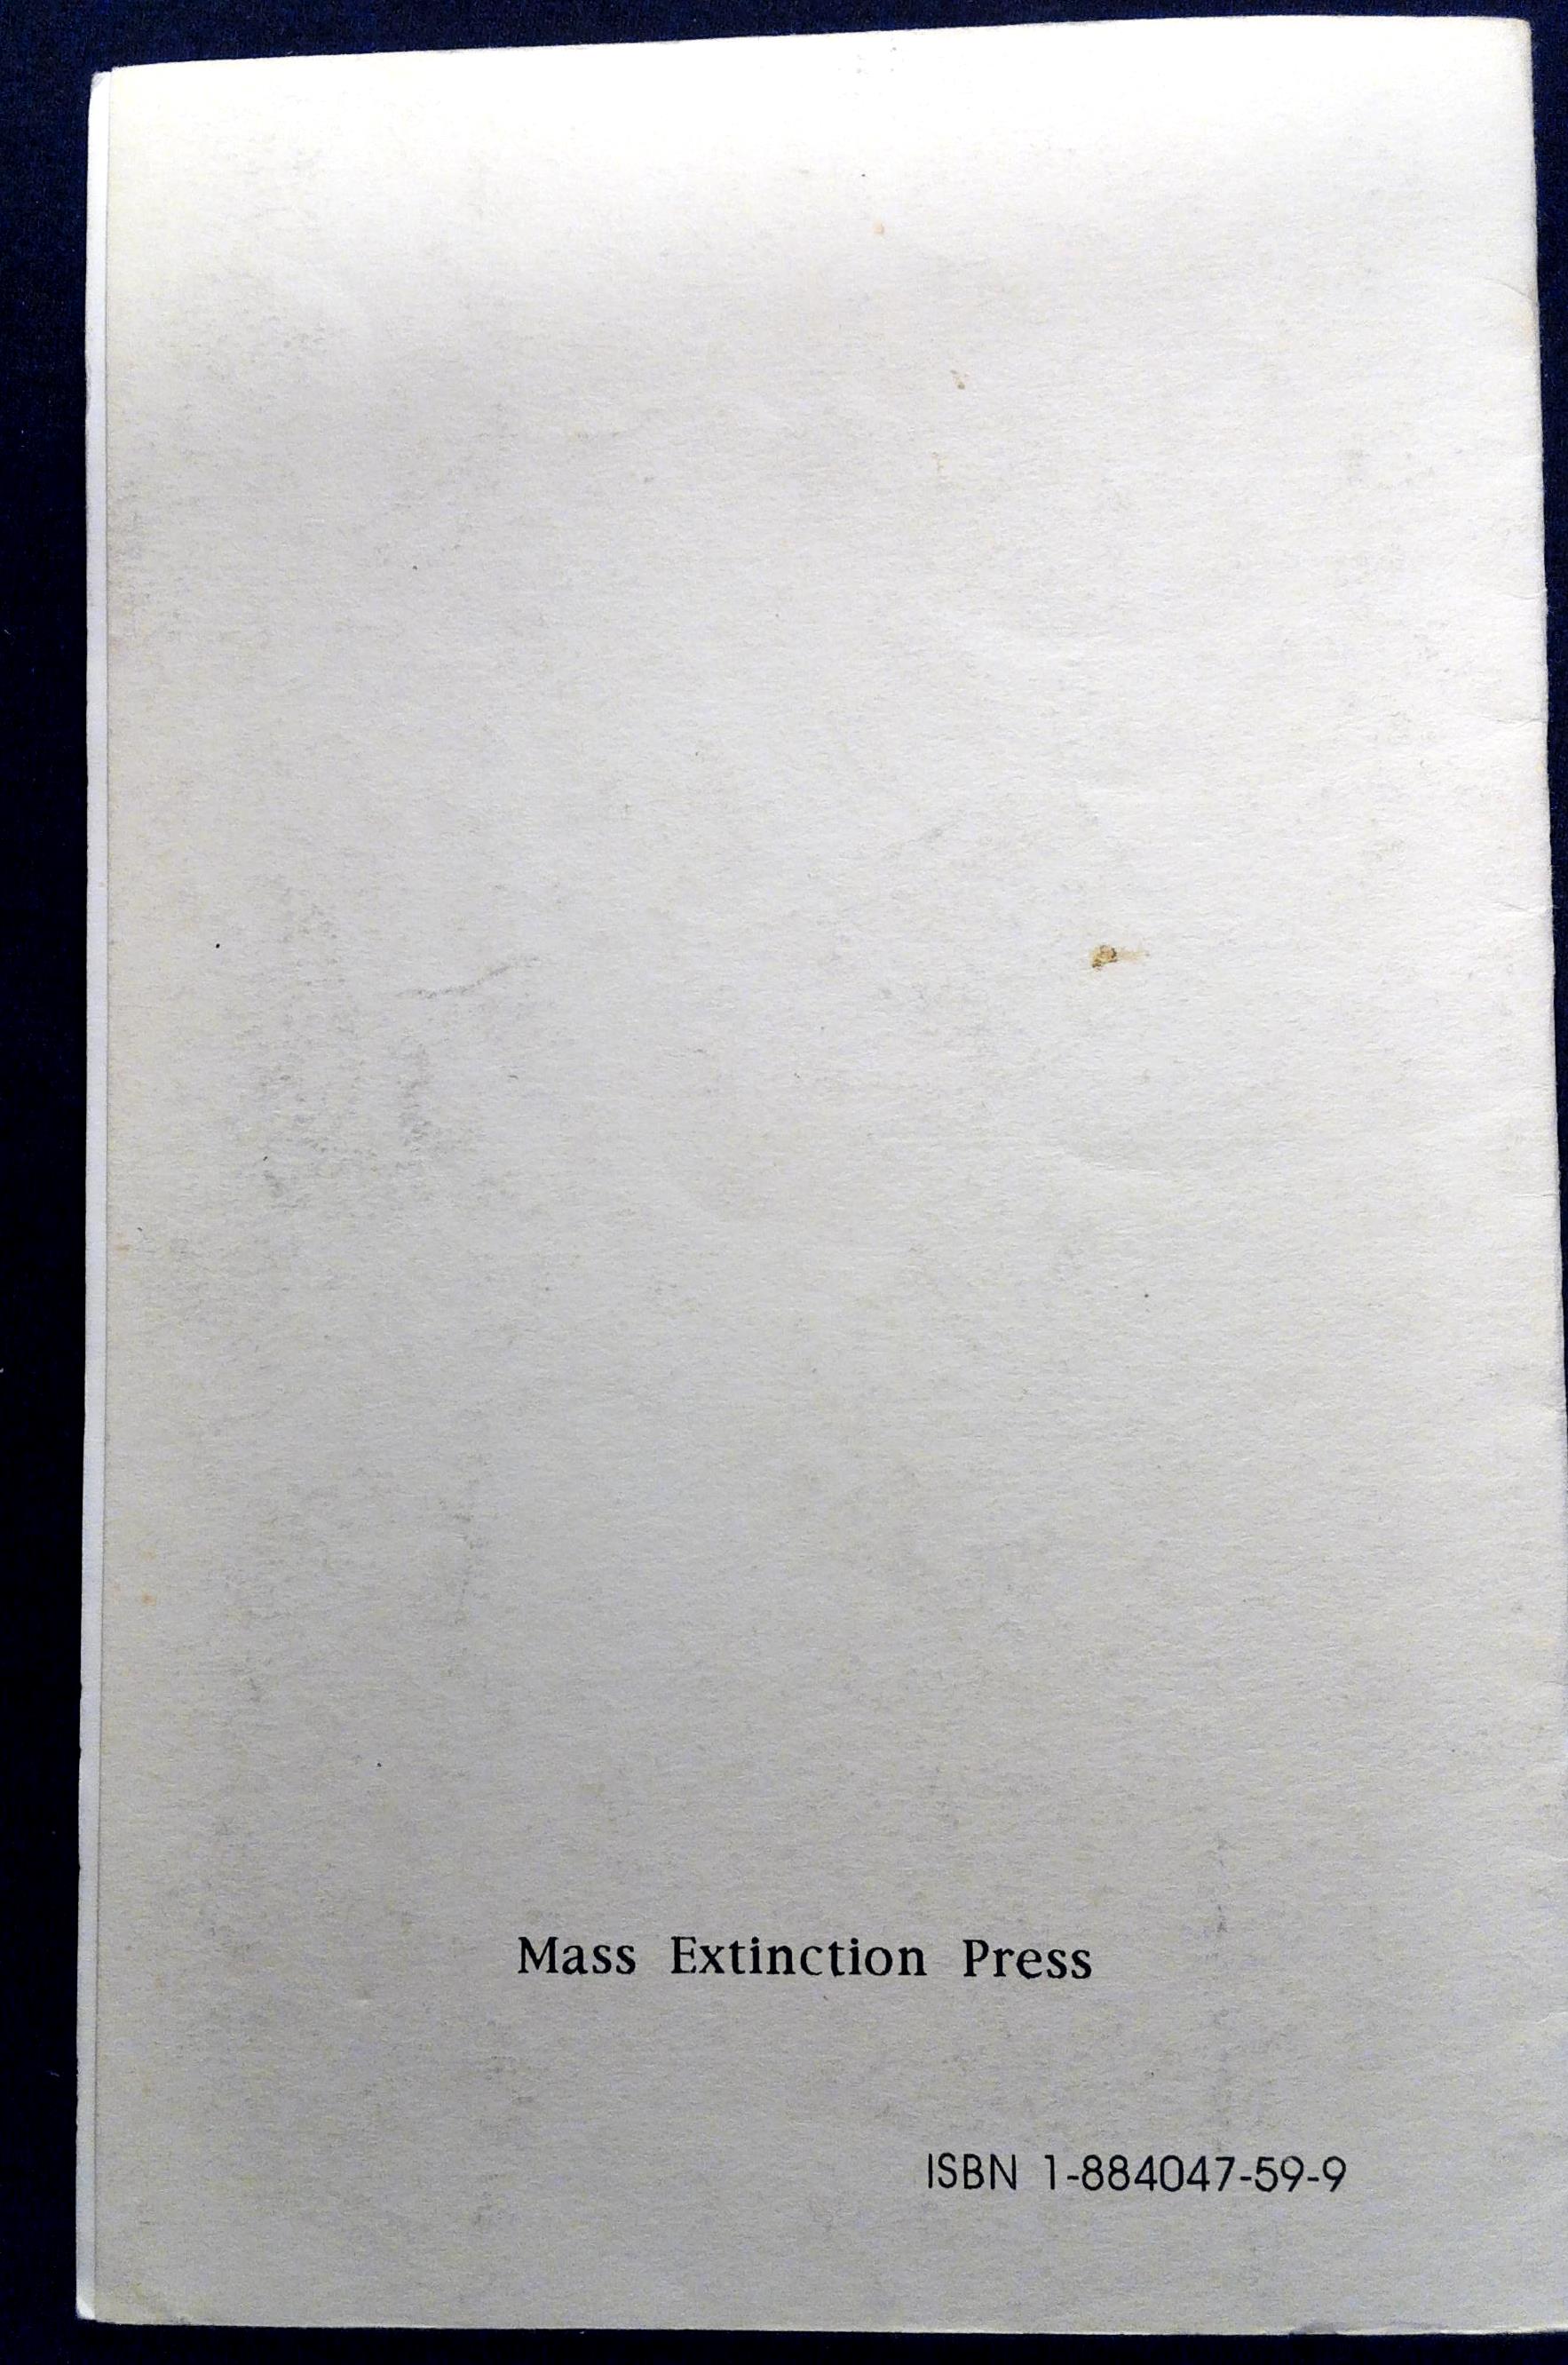 Mass Extinction Press
ISBN 1-884047-59-9